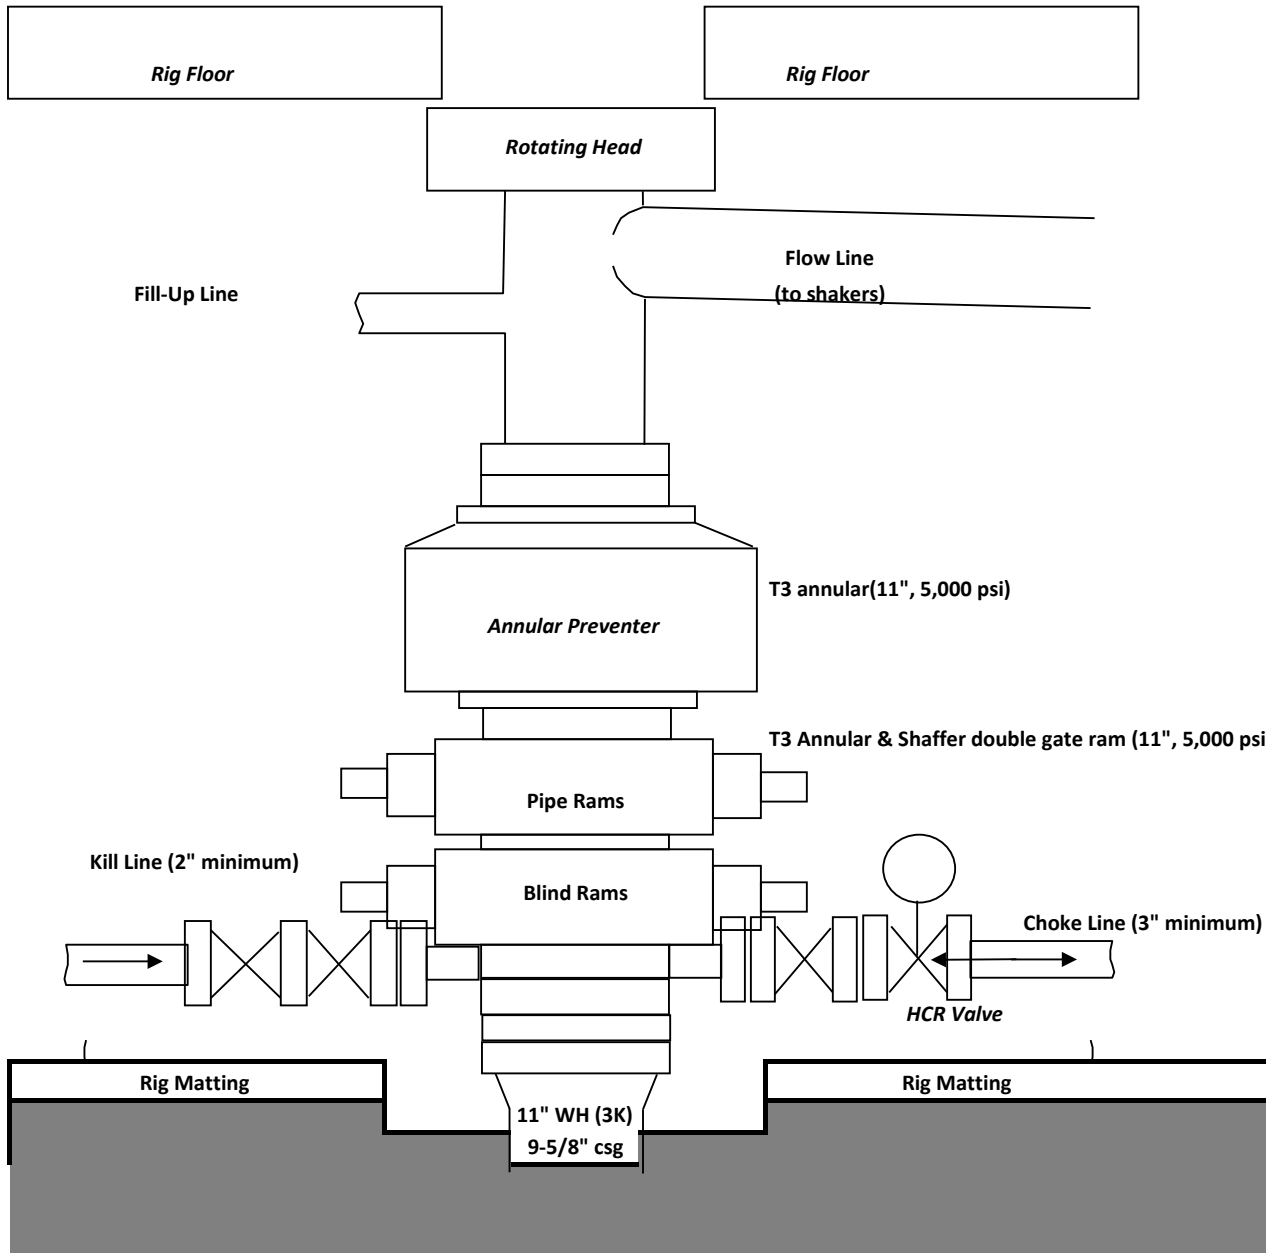 Rig Floor
Rig Floor
Rotating Head
Flow Line
(to shakers)
Fill-Up Line
T3 annular(11", 5,000 psi)
Annular Preventer
T3 Annular & Shaffer double gate ram (11", 5,000 psi
Pipe Rams
Kill Line (2" minimum)
Blind Rams
Choke Line (3" minimum)
HCR Valve
Rig Matting
Rig Matting
11" WH (3K)
9-5/8" csg